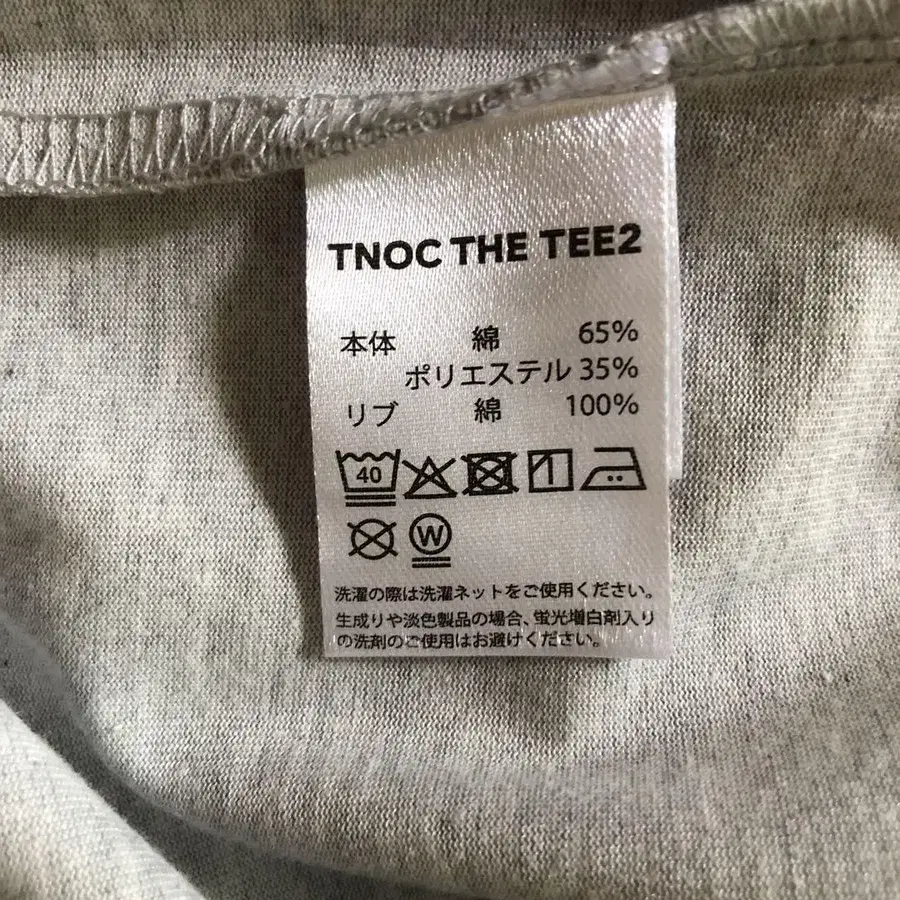 TNOC THE TEE2
本体 綿 65%
ポリエステル 35%
リブ 綿 100%
40
W
洗濯の際は洗濯ネットをご使用ください。
生成りや淡色製品の場合、蛍光増白剤入り
の洗剤のご使用はお避けください。